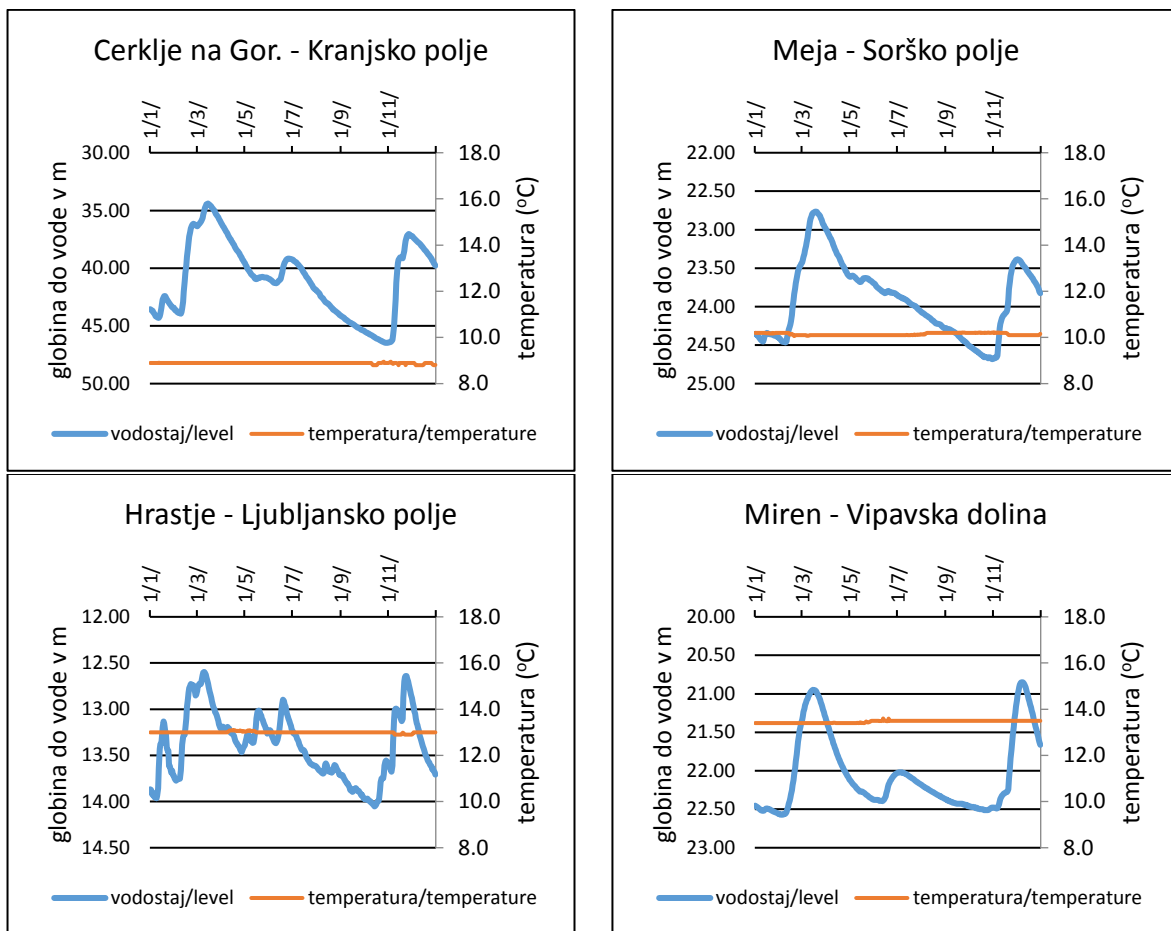 Cerklje na Gor. - Kranjsko polje
1/1/ 1/3/ 1/5/ 1/7/ 1/9/ 1/11/
globina do vode v m
30.00
35.00
40.00
45.00
50.00
18.0
16.0
14.0
12.0
10.0
8.0
temperatura (°C)
vodostaj/level temperatura/temperature
Meja - Sorško polje
1/1/ 1/3/ 1/5/ 1/7/ 1/9/ 1/11/
globina do vode v m
22.00
22.50
23.00
23.50
24.00
24.50
25.00
18.0
16.0
14.0
12.0
10.0
8.0
temperatura (°C)
vodostaj/level temperatura/temperature
Hrastje - Ljubljansko polje
1/1/ 1/3/ 1/5/ 1/7/ 1/9/ 1/11/
globina do vode v m
12.00
12.50
13.00
13.50
14.00
14.50
18.0
16.0
14.0
12.0
10.0
8.0
temperatura (°C)
vodostaj/level temperatura/temperature
Miren - Vipavska dolina
1/1/ 1/3/ 1/5/ 1/7/ 1/9/ 1/11/
globina do vode v m
20.00
20.50
21.00
21.50
22.00
22.50
23.00
18.0
16.0
14.0
12.0
10.0
8.0
temperatura (°C)
vodostaj/level temperatura/temperature